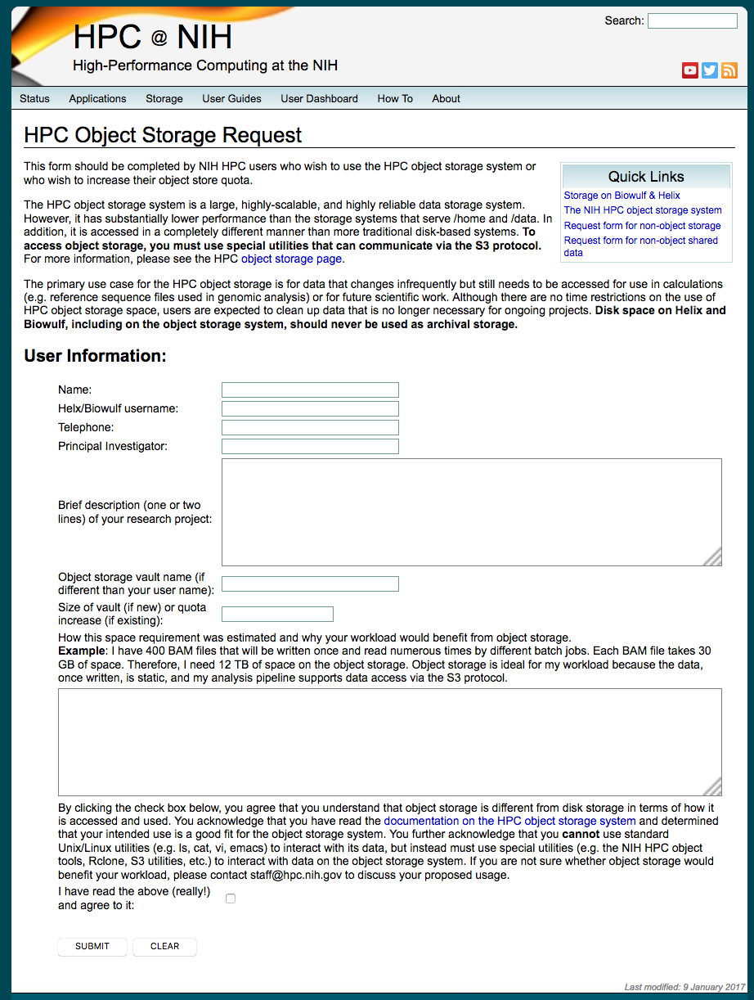 HPC @ NIH
High-Performance Computing at the NIH
Search:
Status Applications Storage User Guides User Dashboard How To About
HPC Object Storage Request
This form should be completed by NIH HPC users who wish to use the HPC object storage system or
who wish to increase their object store quota.
The HPC object storage system is a large, highly-scalable, and highly reliable data storage system.
However, it has substantially lower performance than the storage systems that serve /home and /data. In
addition, it is accessed in a completely different manner than more traditional disk-based systems. To
access object storage, you must use special utilities that can communicate via the S3 protocol.
For more information, please see the HPC object storage page.
Quick Links
Storage on Biowulf & Helix
The NIH HPC object storage system
Request form for non-object storage
Request form for non-object shared
data
The primary use case for the HPC object storage is for data that changes infrequently but still needs to be accessed for use in calculations
(e.g. reference sequence files used in genomic analysis) or for future scientific work. Although there are no time restrictions on the use of
HPC object storage space, users are expected to clean up data that is no longer necessary for ongoing projects. Disk space on Helix and
Biowulf, including on the object storage system, should never be used as archival storage.
User Information:
Name:
Helx/Biowulf username:
Telephone:
Principal Investigator:
Brief description (one or two
lines) of your research project:
Object storage vault name (if
different than your user name):
Size of vault (if new) or quota
increase (if existing):
How this space requirement was estimated and why your workload would benefit from object storage.
Example: I have 400 BAM files that will be written once and read numerous times by different batch jobs. Each BAM file takes 30
GB of space. Therefore, I need 12 TB of space on the object storage. Object storage is ideal for my workload because the data,
once written, is static, and my analysis pipeline supports data access via the S3 protocol.
By clicking the check box below, you agree that you understand that object storage is different from disk storage in terms of how it
is accessed and used. You acknowledge that you have read the documentation on the HPC object storage system and determined
that your intended use is a good fit for the object storage system. You further acknowledge that you cannot use standard
Unix/Linux utilities (e.g. ls, cat, vi, emacs) to interact with its data, but instead must use special utilities (e.g. the NIH HPC object
tools, Rclone, S3 utilities, etc.) to interact with data on the object storage system. If you are not sure whether object storage would
benefit your workload, please contact staff@hpc.nih.gov to discuss your proposed usage.
I have read the above (really!)
and agree to it:
SUBMIT CLEAR
Last modified: 9 January 2017